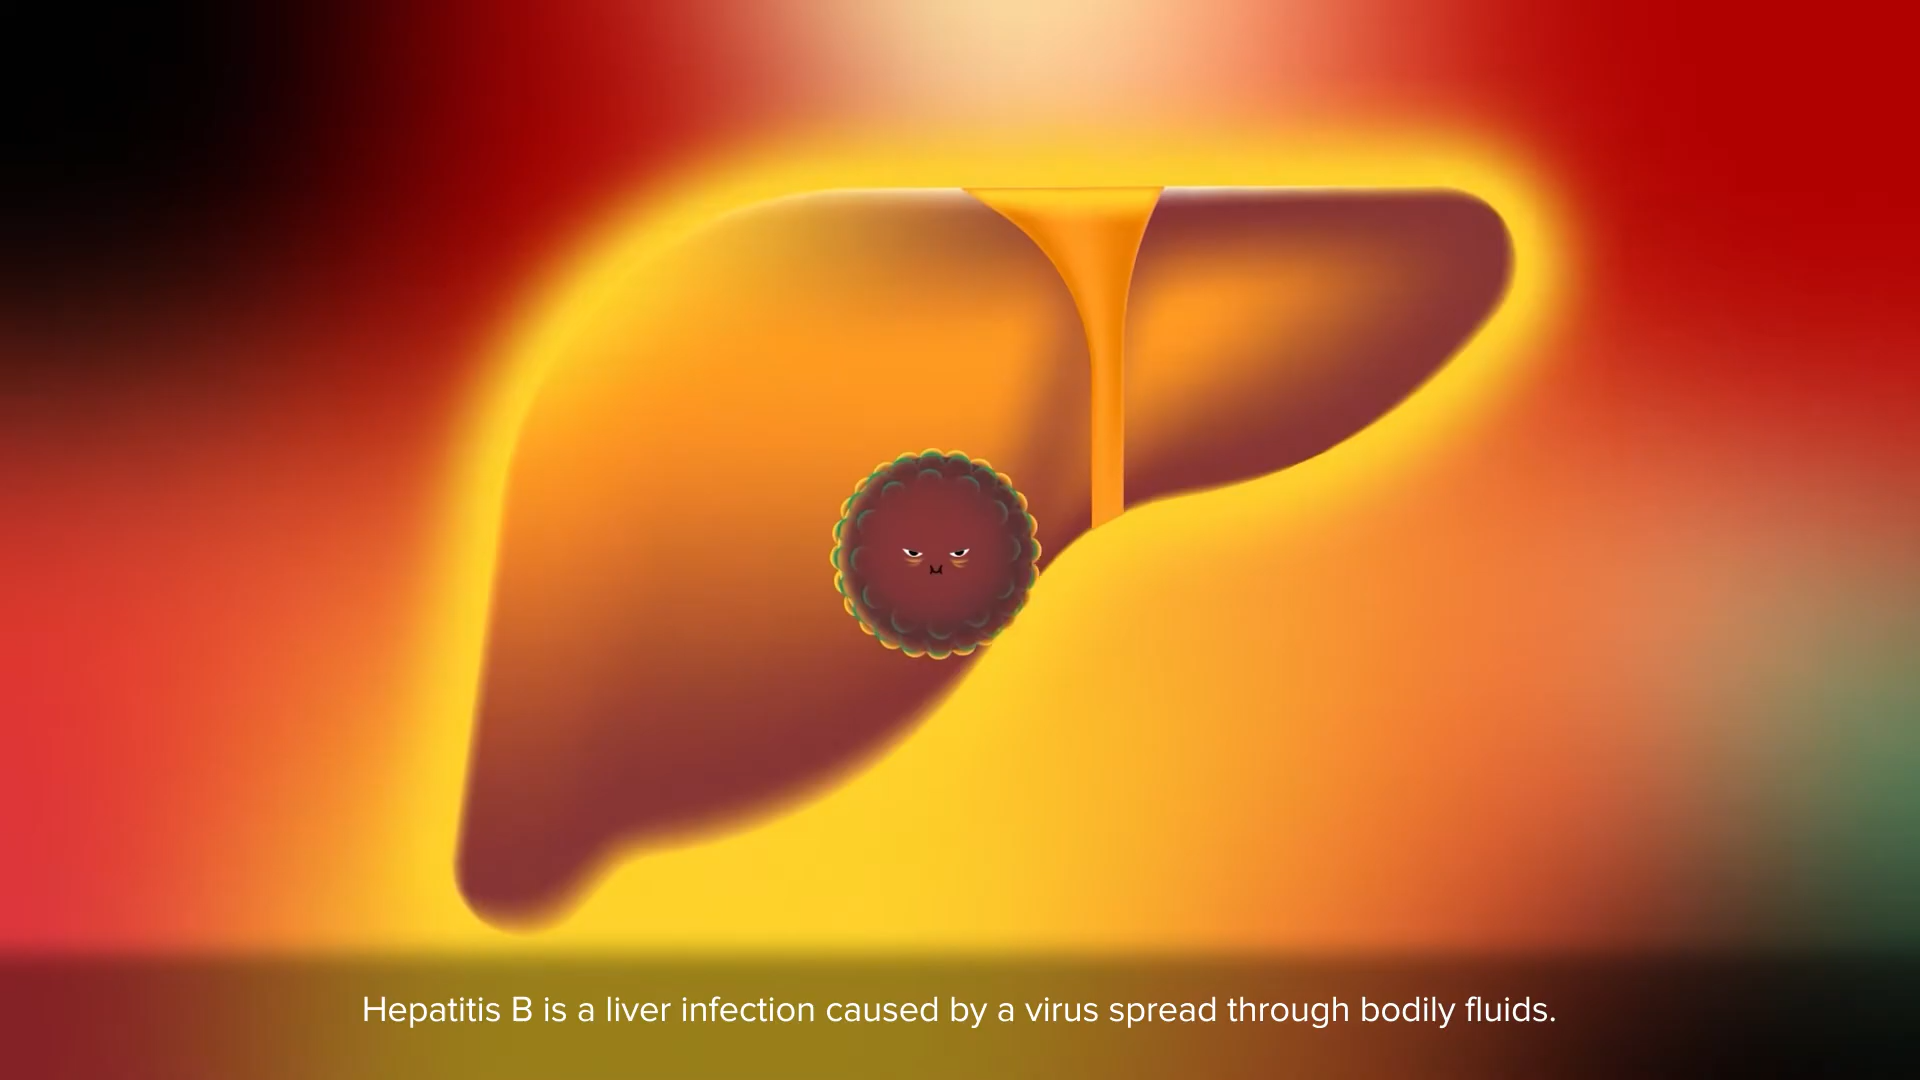 Hepatitis B is a liver infection caused by a virus spread through bodily fluids.